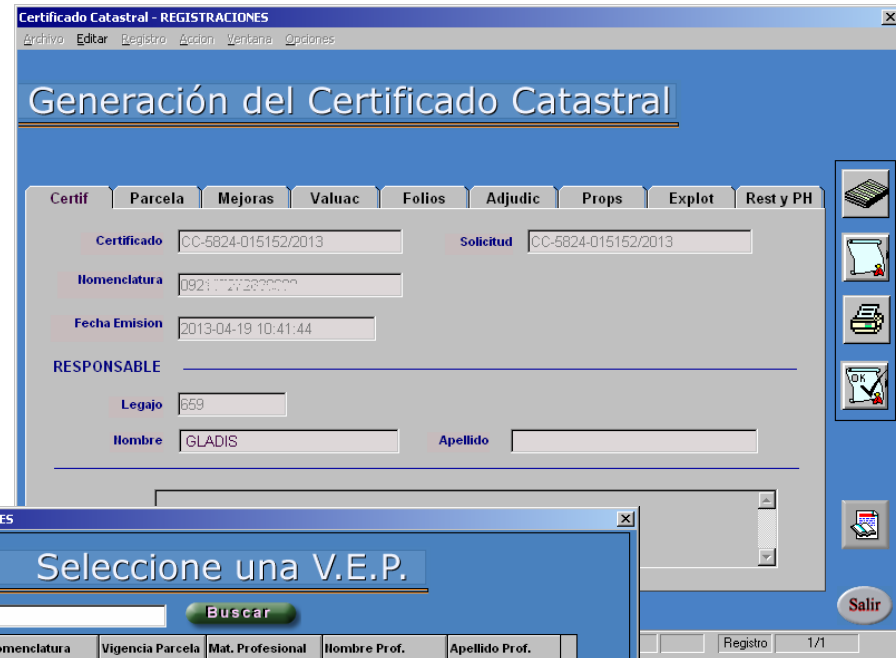 Certificado Catastral - REGISTRACIONES
Archivo Editar Registro Accion Ventana Opciones
Generación del Certificado Catastral
Certif Parcela Mejoras Valuac Folios Adjudic Props Explot Rest y PH
Certificado CC-5824-015152/2013 Solicitud CC-5824-015152/2013
Nomenclatura
Fecha Emision 2013-04-19 10:41:44
RESPONSABLE
Legajo 659
Nombre GLADIS Apellido
OK
ES
Seleccione una V.E.P.
Buscar
Salir
omenclatura Vigencia Parcela Mat. Profesional Nombre Prof. Apellido Prof.
Registro 1/1